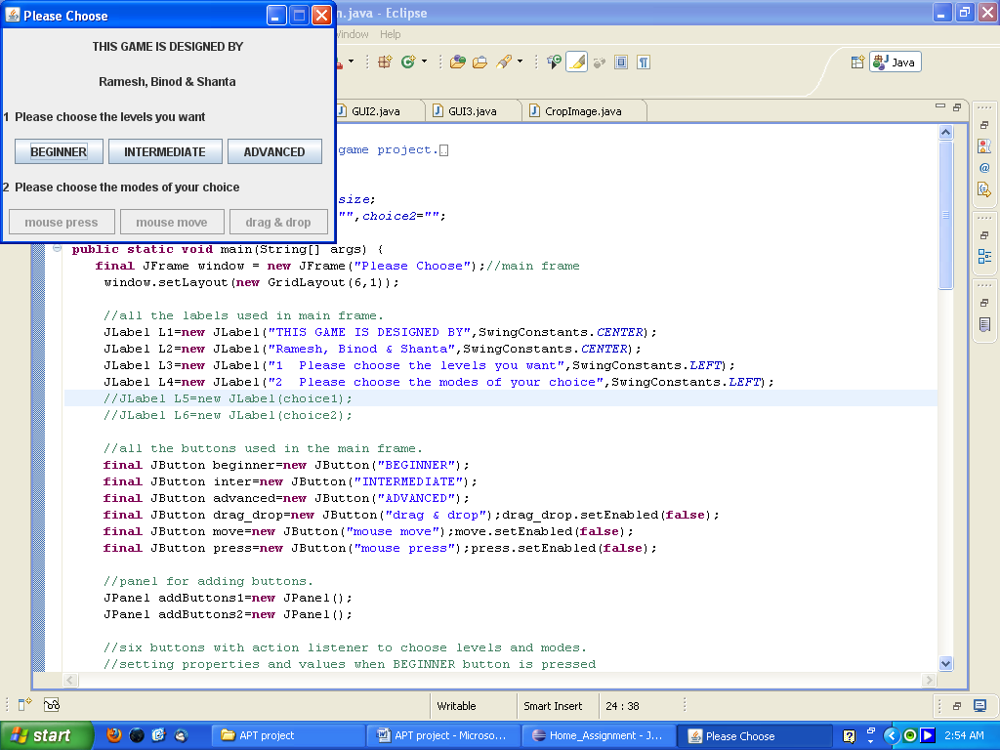 Please Choose
THIS GAME IS DESIGNED BY
Ramesh, Binod & Shanta
1 Please choose the levels you want
BEGINNER INTERMEDIATE ADVANCED
2 Please choose the modes of your choice
mouse press mouse move drag & drop
.java - Eclipse
Window Help
Java
GUI2.java GUI3.java CropImage.java
game project.
size;
"",choice2="";
public static void main(String[] args) {
final JFrame window = new JFrame("Please Choose");//main frame
window.setLayout(new GridLayout(6,1));
//all the labels used in main frame.
JLabel L1=new JLabel("THIS GAME IS DESIGNED BY",SwingConstants.CENTER);
JLabel L2=new JLabel("Ramesh, Binod & Shanta",SwingConstants.CENTER);
JLabel L3=new JLabel("1  Please choose the levels you want",SwingConstants.LEFT);
JLabel L4=new JLabel("2  Please choose the modes of your choice",SwingConstants.LEFT);
//JLabel L5=new JLabel(choice1);
//JLabel L6=new JLabel(choice2);
//all the buttons used in the main frame.
final JButton beginner=new JButton("BEGINNER");
final JButton inter=new JButton("INTERMEDIATE");
final JButton advanced=new JButton("ADVANCED");
final JButton drag_drop=new JButton("drag & drop");drag_drop.setEnabled(false);
final JButton move=new JButton("mouse move");move.setEnabled(false);
final JButton press=new JButton("mouse press");press.setEnabled(false);
//panel for adding buttons.
JPanel addButtons1=new JPanel();
JPanel addButtons2=new JPanel();
//six buttons with action listener to choose levels and modes.
//setting properties and values when BEGINNER button is pressed
Writable Smart Insert 24 : 38
start APT project APT project - Microso... Home_Assignment - J... Please Choose 2:54 AM